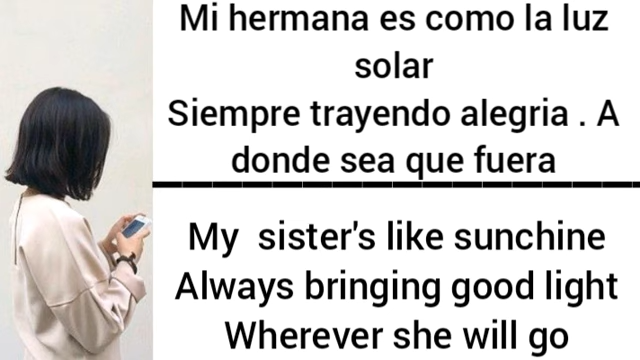 Mi hermana es como la luz
solar
Siempre trayendo alegria . A
donde sea que fuera
My sister's like sunchine
Always bringing good light
Wherever she will go